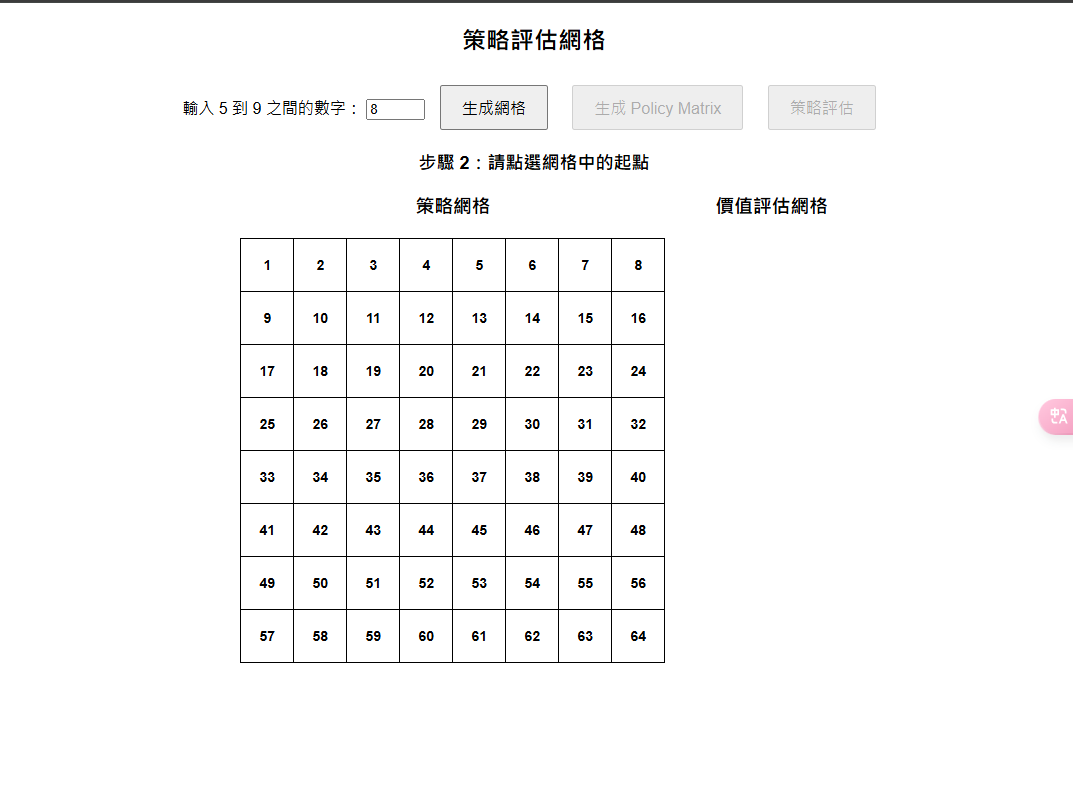 策略評估網格
輸入 5 到 9 之間的數字： 8 生成網格 生成 Policy Matrix 策略評估
步驟 2：請點選網格中的起點
策略網格 價值評估網格
1 2 3 4 5 6 7 8
9 10 11 12 13 14 15 16
17 18 19 20 21 22 23 24
25 26 27 28 29 30 31 32
33 34 35 36 37 38 39 40
41 42 43 44 45 46 47 48
49 50 51 52 53 54 55 56
57 58 59 60 61 62 63 64
中A